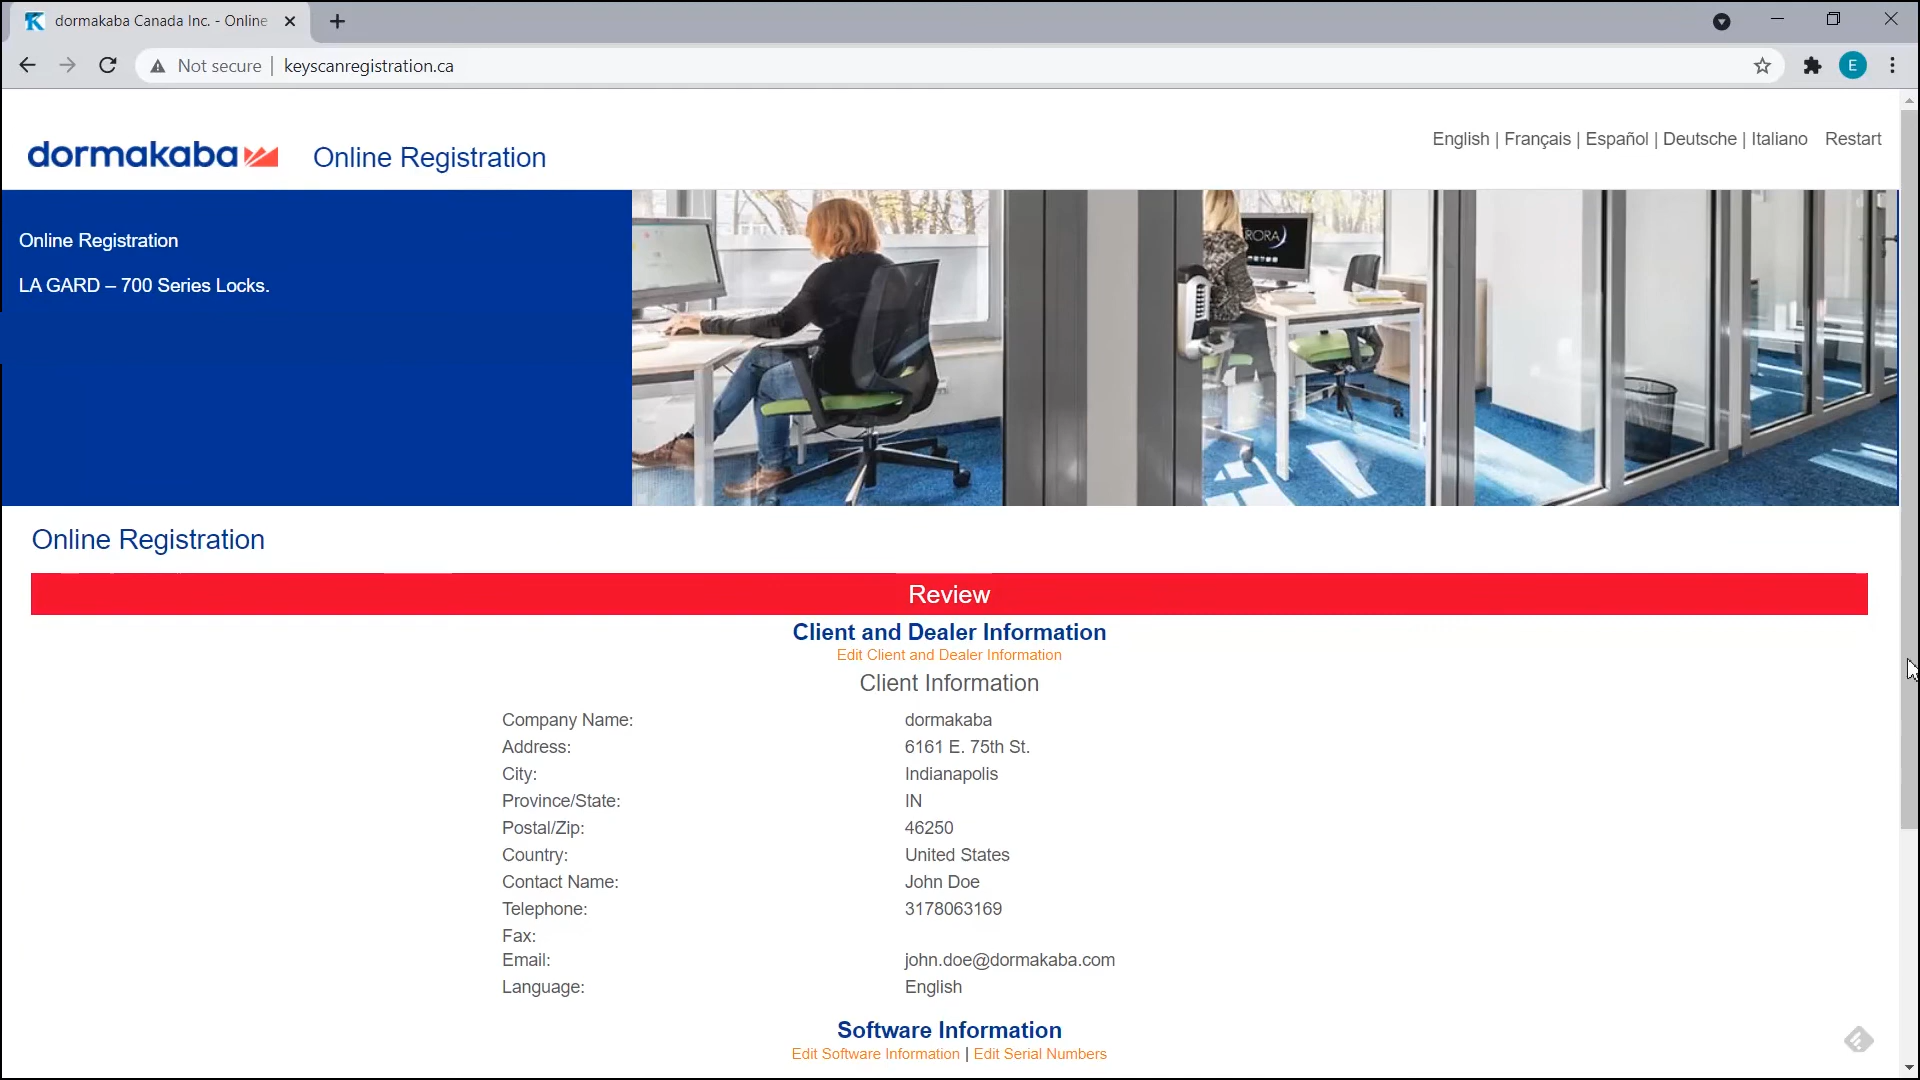 dormakaba Canada Inc. - Online
Not secure | keyscanregistration.ca
E
dormakaba Online Registration
English | Français | Español | Deutsche | Italiano Restart
Online Registration
LA GARD – 700 Series Locks.
RORA
Online Registration
Review
Client and Dealer Information
Edit Client and Dealer Information
Client Information
Company Name: dormakaba
Address: 6161 E. 75th St.
City: Indianapolis
Province/State: IN
Postal/Zip: 46250
Country: United States
Contact Name: John Doe
Telephone: 3178063169
Fax:
Email: john.doe@dormakaba.com
Language: English
Software Information
Edit Software Information | Edit Serial Numbers